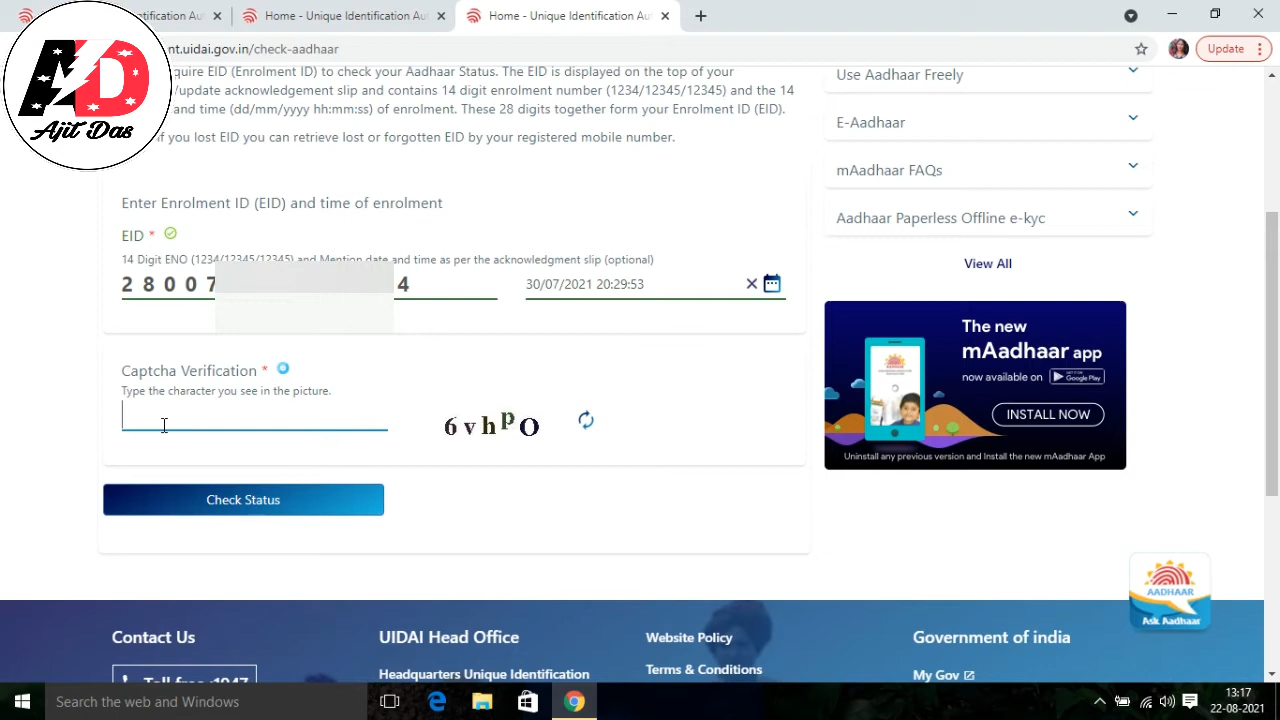 ntification Aut
Home - Unique Identification Aut
Home - Unique Identification Aut
nt.uidai.gov.in/check-aadhaar
Update
AD
Ajit Das
quire EID (Enrolment ID) to check your Aadhaar Status. The EID is displayed on the top of your
/update acknowledgement slip and contains 14 digit enrolment number (1234/12345/12345) and the 14
and time (dd/mm/yyyy hh:mm:ss) of enrolment. These 28 digits together form your Enrolment ID (EID).
if you lost EID you can retrieve lost or forgotten EID by your registered mobile number.
Enter Enrolment ID (EID) and time of enrolment
EID *
14 Digit ENO (1234/12345/12345) and Mention date and time as per the acknowledgment slip (optional)
2 8 0 0 7 4
30/07/2021 20:29:53
Captcha Verification *
Type the character you see in the picture.
6vhpO
Check Status
Use Aadhaar Freely
E-Aadhaar
mAadhaar FAQs
Aadhaar Paperless Offline e-kyc
View All
The new
mAadhaar app
now available on
GET IT ON
Google Play
INSTALL NOW
Uninstall any previous version and Install the new mAadhaar App
AADHAAR
Ask Aadhaar
Contact Us
Toll free :1947
UIDAI Head Office
Headquarters Unique Identification
Website Policy
Terms & Conditions
Government of india
My Gov
Search the web and Windows
13:17
22-08-2021